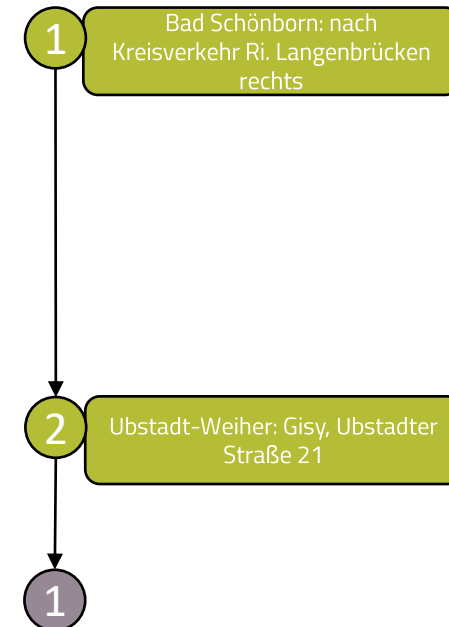 1
Bad Schönborn: nach
Kreisverkehr Ri. Langenbrücken
rechts
2
Ubstadt-Weiher: Gisy, Ubstadter
Straße 21
1